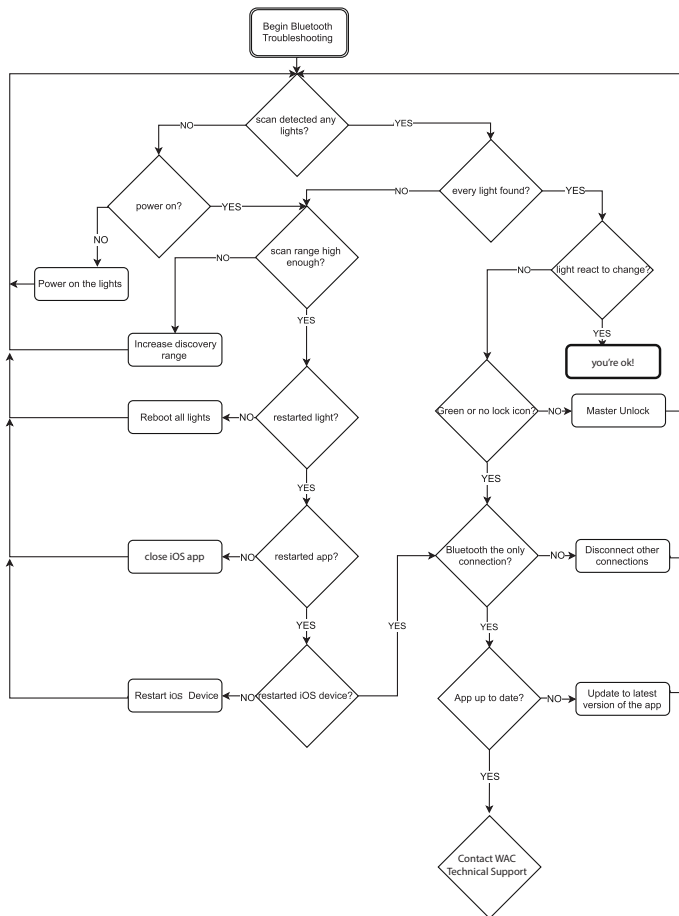 Begin Bluetooth
Troubleshooting
scan detected any
lights?
NO
YES
power on?
YES
NO
every light found?
YES
NO
scan range high
enough?
NO
light react to change?
NO
Power on the lights
YES
YES
Increase discovery
range
you're ok!
Reboot all lights
NO
restarted light?
Green or no lock icon?
NO
Master Unlock
YES
YES
close iOS app
NO
restarted app?
Bluetooth the only
connection?
NO
Disconnect other
connections
YES
YES
YES
Restart ios Device
NO
restarted iOS device?
App up to date?
NO
Update to latest
version of the app
YES
Contact WAC
Technical Support